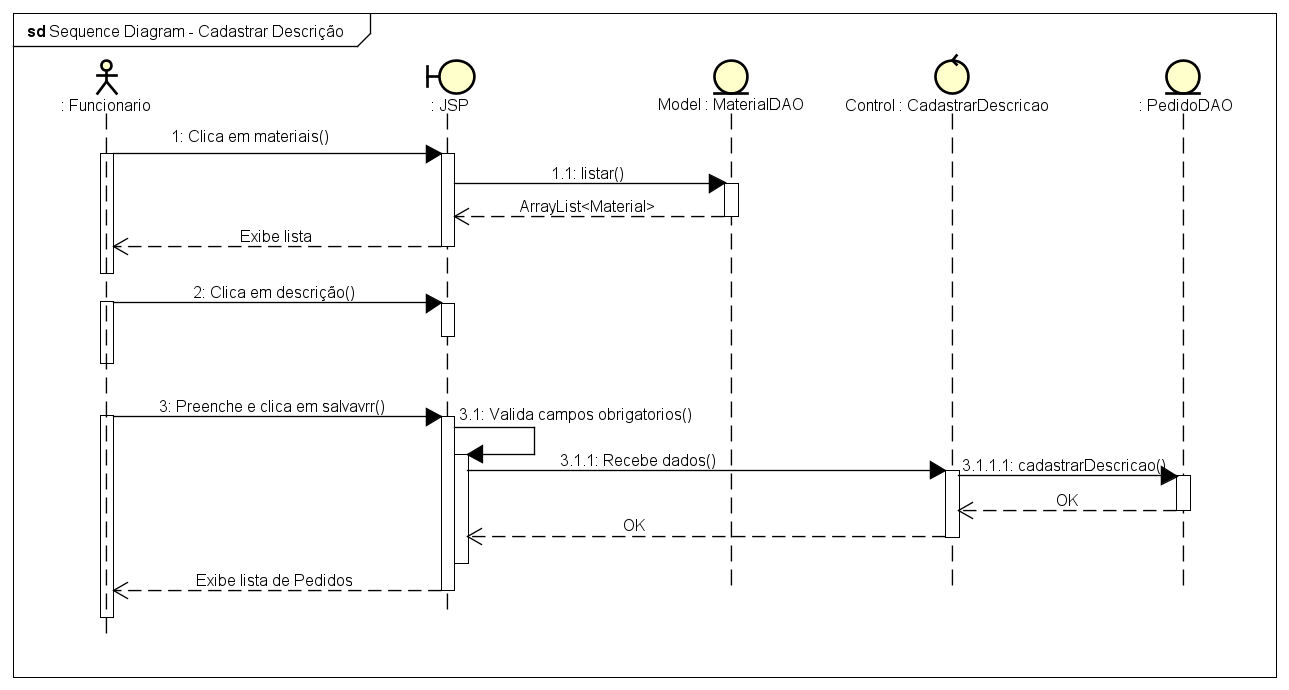 sd Sequence Diagram - Cadastrar Descrição
: Funcionario
: JSP
Model : MaterialDAO
Control : CadastrarDescricao
: PedidoDAO
1: Clica em materiais()
1.1: listar()
ArrayList<Material>
Exibe lista
2: Clica em descrição()
3: Preenche e clica em salvavrr()
3.1: Valida campos obrigatorios()
3.1.1: Recebe dados()
3.1.1.1: cadastrarDescricao()
OK
OK
Exibe lista de Pedidos